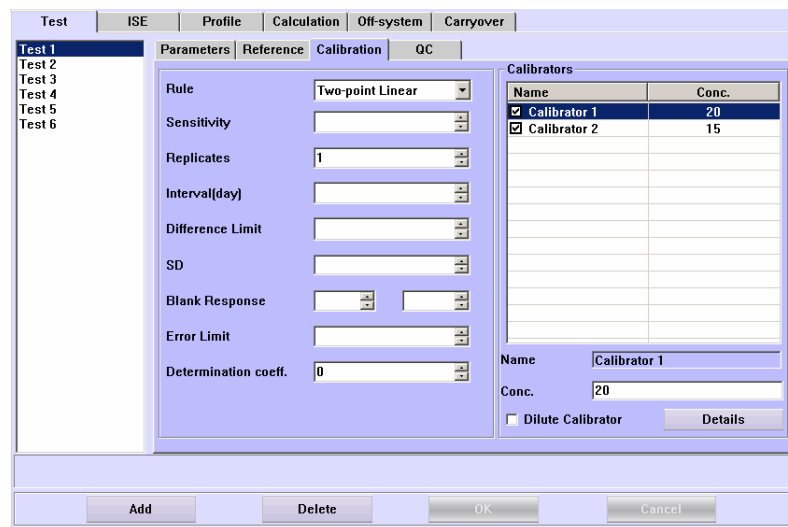 Test ISE Profile Calculation Off-system Carryover
Test 1
Test 2
Test 3
Test 4
Test 5
Test 6
Parameters Reference Calibration QC
Rule Two-point Linear
Sensitivity
Replicates 1
Interval(day)
Difference Limit
SD
Blank Response
Error Limit
Determination coeff. 0
Calibrators
Name Conc.
Calibrator 1 20
Calibrator 2 15
Name Calibrator 1
Conc. 20
Dilute Calibrator Details
Add Delete OK Cancel